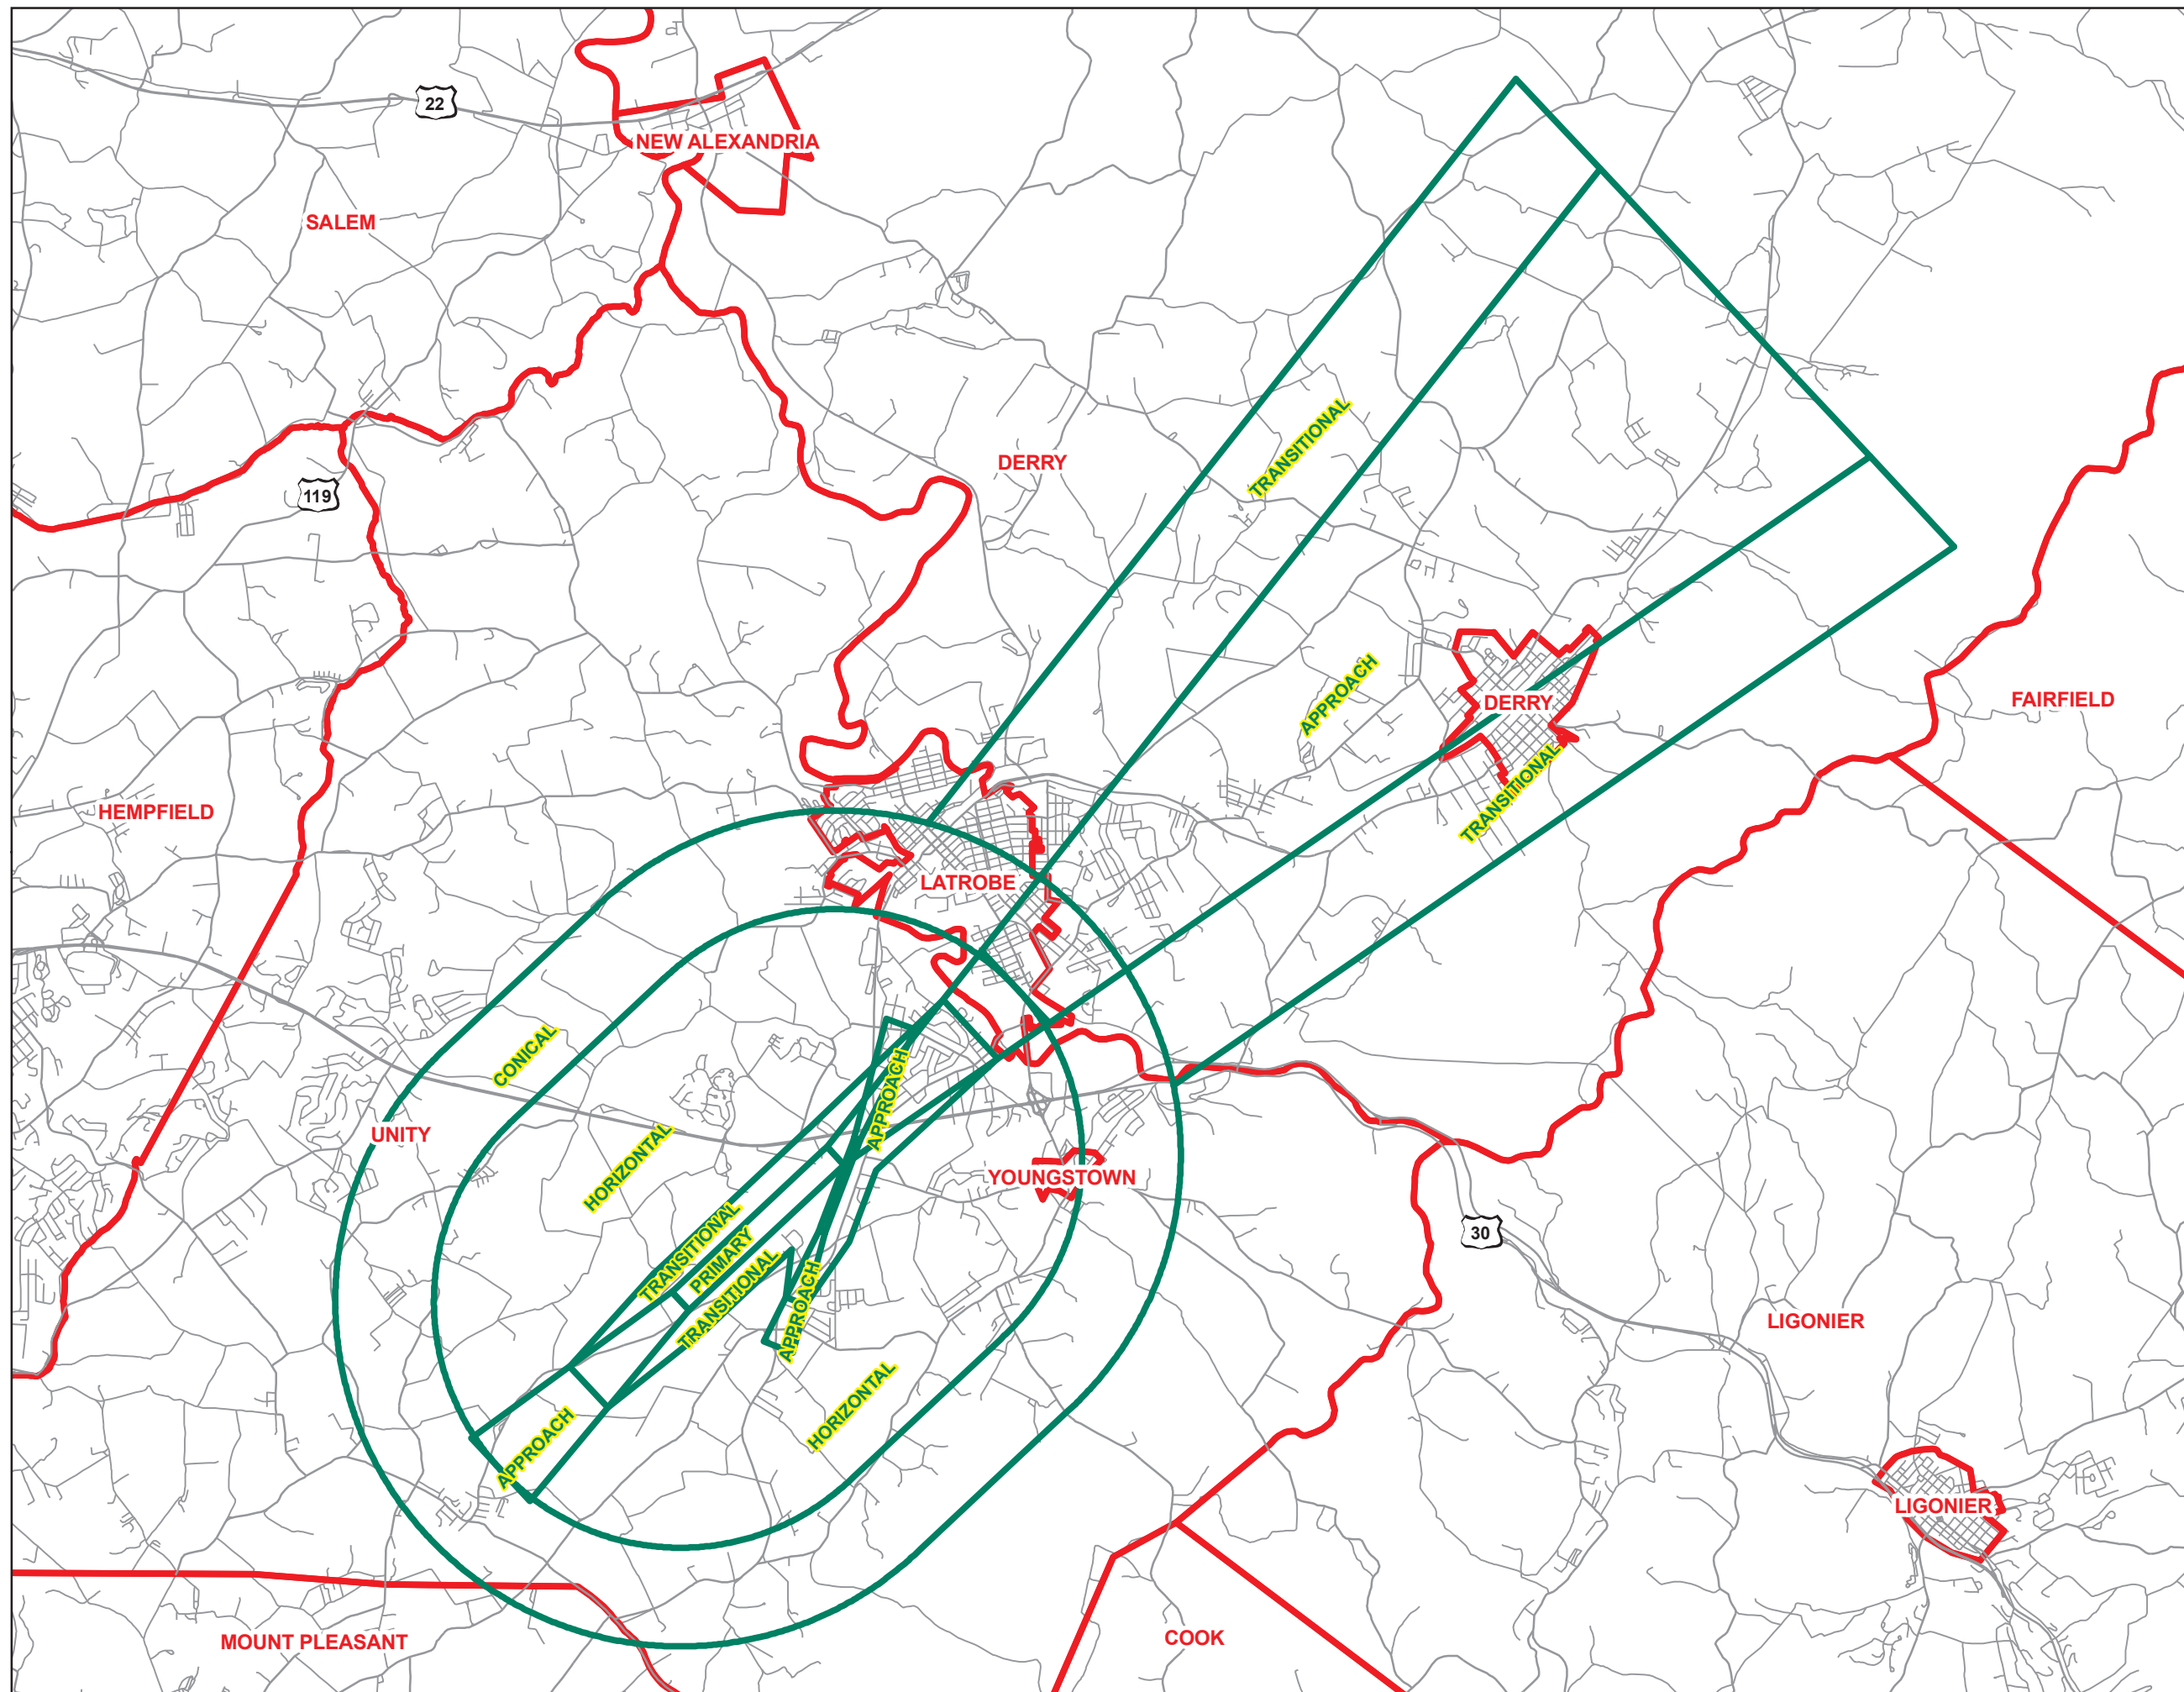 22
NEW ALEXANDRIA
SALEM
TRANSITIONAL
DERRY
119
APPROACH
DERRY
FAIRFIELD
TRANSITIONAL
HEMPFIELD
LATROBE
CONICAL
APPROACH
UNITY
HORIZONTAL
YOUNGSTOWN
TRANSITIONAL
PRIMARY
TRANSITIONAL
30
APPROACH
LIGONIER
HORIZONTAL
APPROACH
LIGONIER
MOUNT PLEASANT
COOK